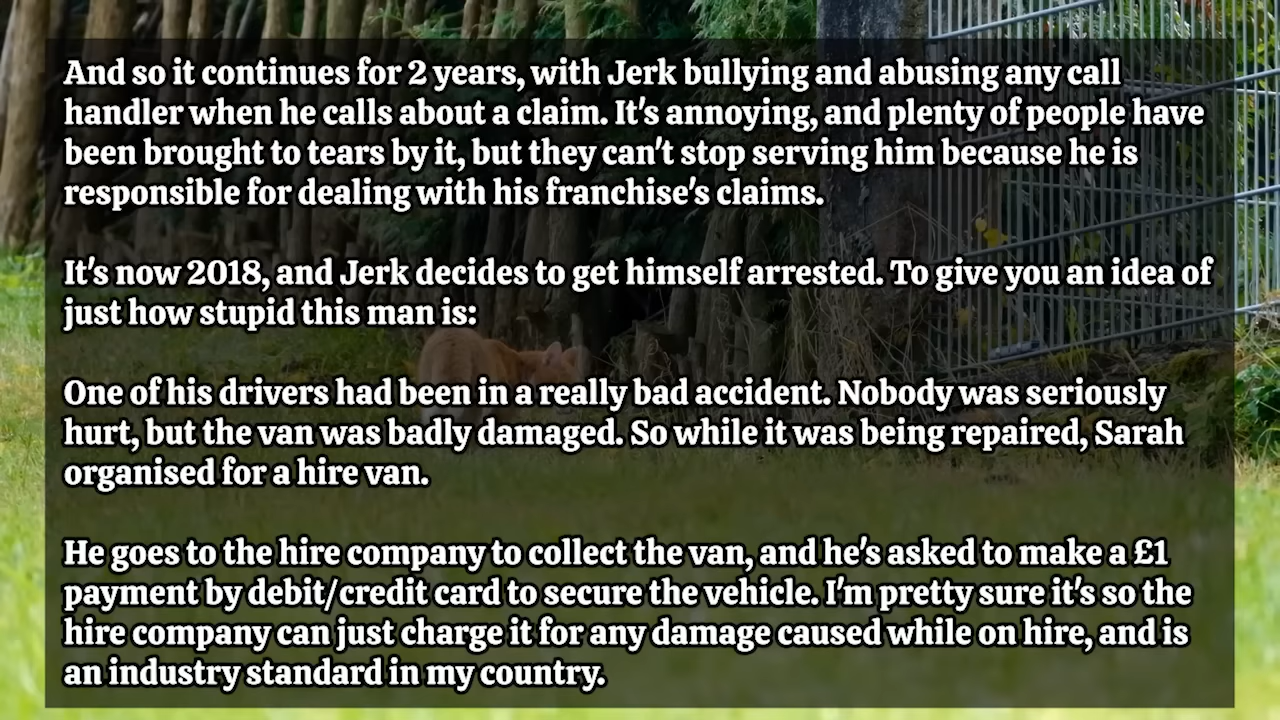 And so it continues for 2 years, with Jerk bullying and abusing any call
handler when he calls about a claim. It's annoying, and plenty of people have
been brought to tears by it, but they can't stop serving him because he is
responsible for dealing with his franchise's claims.
It's now 2018, and Jerk decides to get himself arrested. To give you an idea of
just how stupid this man is:
One of his drivers had been in a really bad accident. Nobody was seriously
hurt, but the van was badly damaged. So while it was being repaired, Sarah
organised for a hire van.
He goes to the hire company to collect the van, and he's asked to make a £1
payment by debit/credit card to secure the vehicle. I'm pretty sure it's so the
hire company can just charge it for any damage caused while on hire, and is
an industry standard in my country.